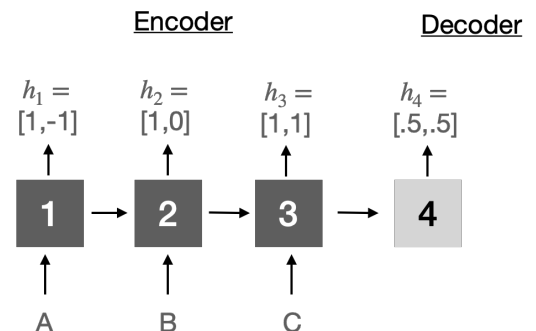 Encoder
Decoder
h₁ =
[1,-1]
h₂ =
[1,0]
h₃ =
[1,1]
h₄ =
[.5,.5]
1
2
3
4
A
B
C